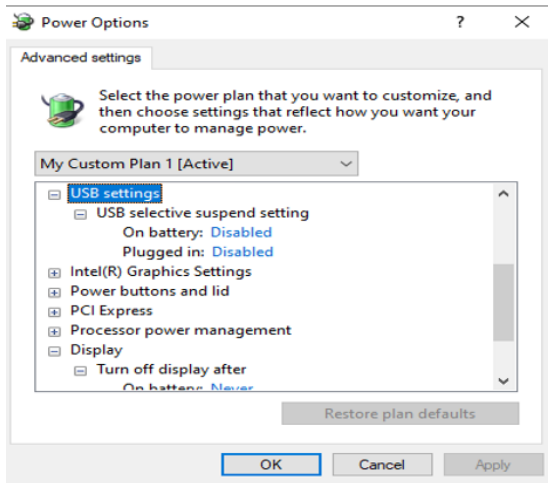 Power Options
?
Advanced settings
Select the power plan that you want to customize, and
then choose settings that reflect how you want your
computer to manage power.
My Custom Plan 1 [Active]
USB settings
USB selective suspend setting
On battery: Disabled
Plugged in: Disabled
Intel(R) Graphics Settings
Power buttons and lid
PCI Express
Processor power management
Display
Turn off display after
On battery: Never
Restore plan defaults
OK Cancel Apply